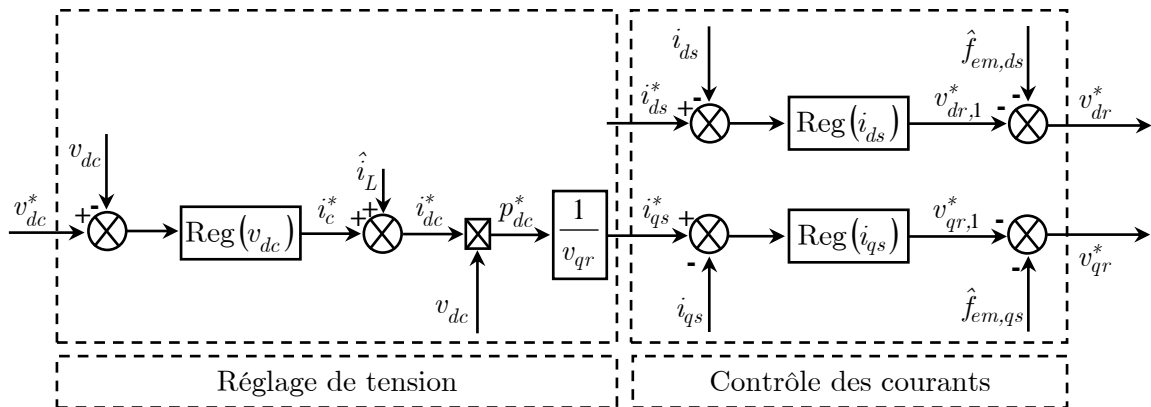 i_ds
f̂_em,ds
i*_ds
+
-
Reg(i_ds)
v*_dr,1
-
-
v*_dr
v_dc
v*_dc
+
-
Reg(v_dc)
i*_c
î_L
+
+
i*_dc
p*_dc
v_dc
1
v_qr
i*_qs
+
-
i_qs
Reg(i_qs)
v*_qr,1
-
-
f̂_em,qs
v*_qr
Réglage de tension
Contrôle des courants